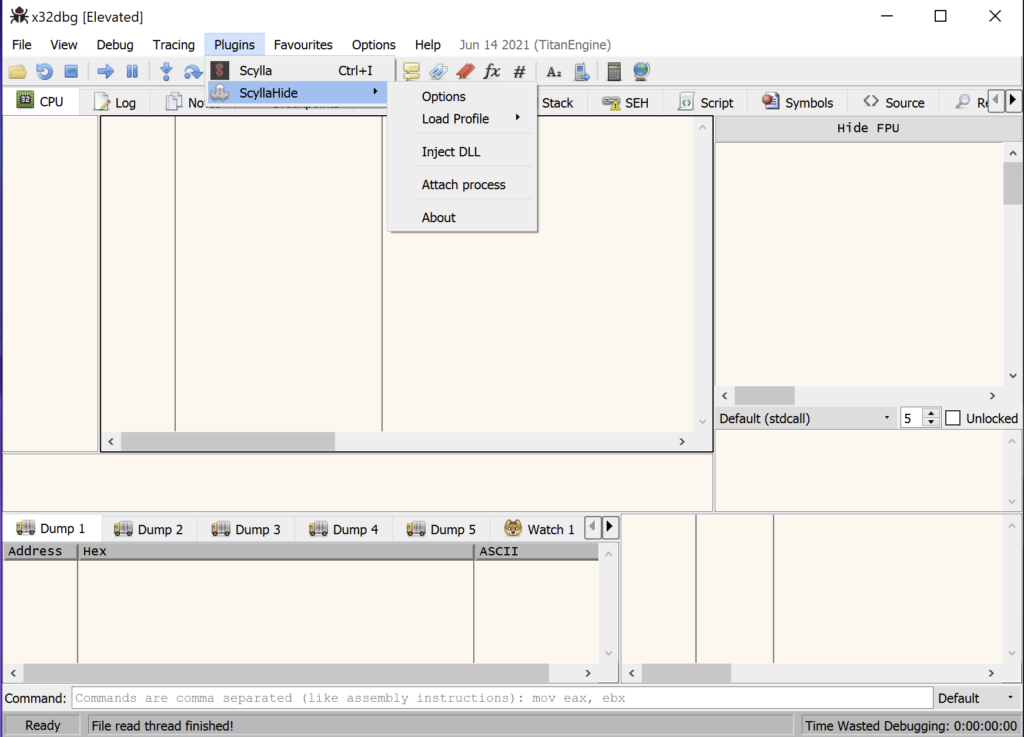 x32dbg [Elevated]
File View Debug Tracing Plugins Favourites Options Help Jun 14 2021 (TitanEngine)
Scylla Ctrl+I
ScyllaHide
Options
Load Profile
Inject DLL
Attach process
About
fx # Az
32 CPU Log No Stack SEH Script Symbols Source Re
Hide FPU
Default (stdcall) 5 Unlocked
Dump 1 Dump 2 Dump 3 Dump 4 Dump 5 Watch 1
Address Hex ASCII
Command: Commands are comma separated (like assembly instructions): mov eax, ebx Default
Ready File read thread finished! Time Wasted Debugging: 0:00:00:00